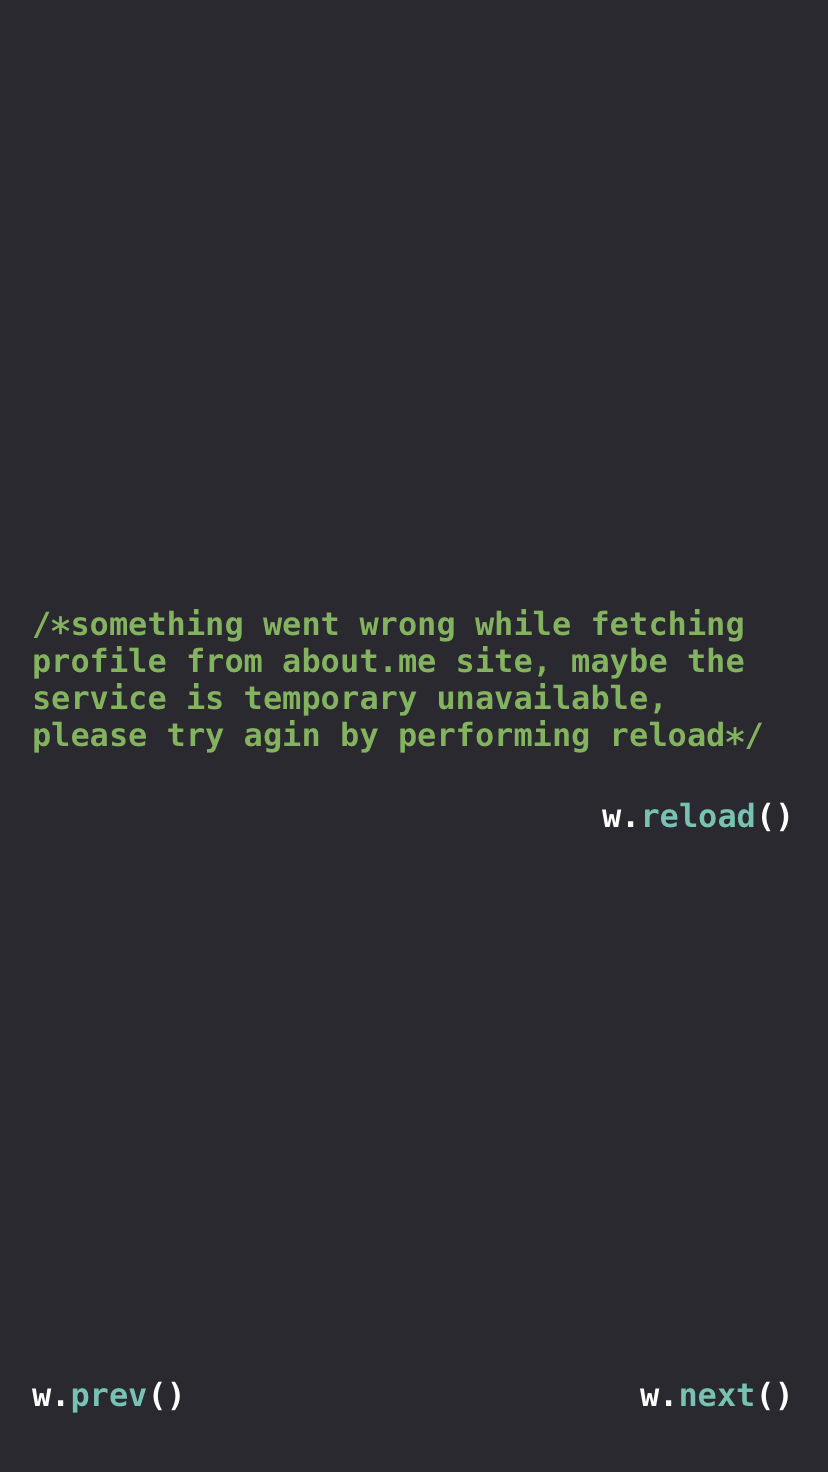 /*something went wrong while fetching
profile from about.me site, maybe the
service is temporary unavailable,
please try agin by performing reload*/
w.reload()
w.prev()
w.next()